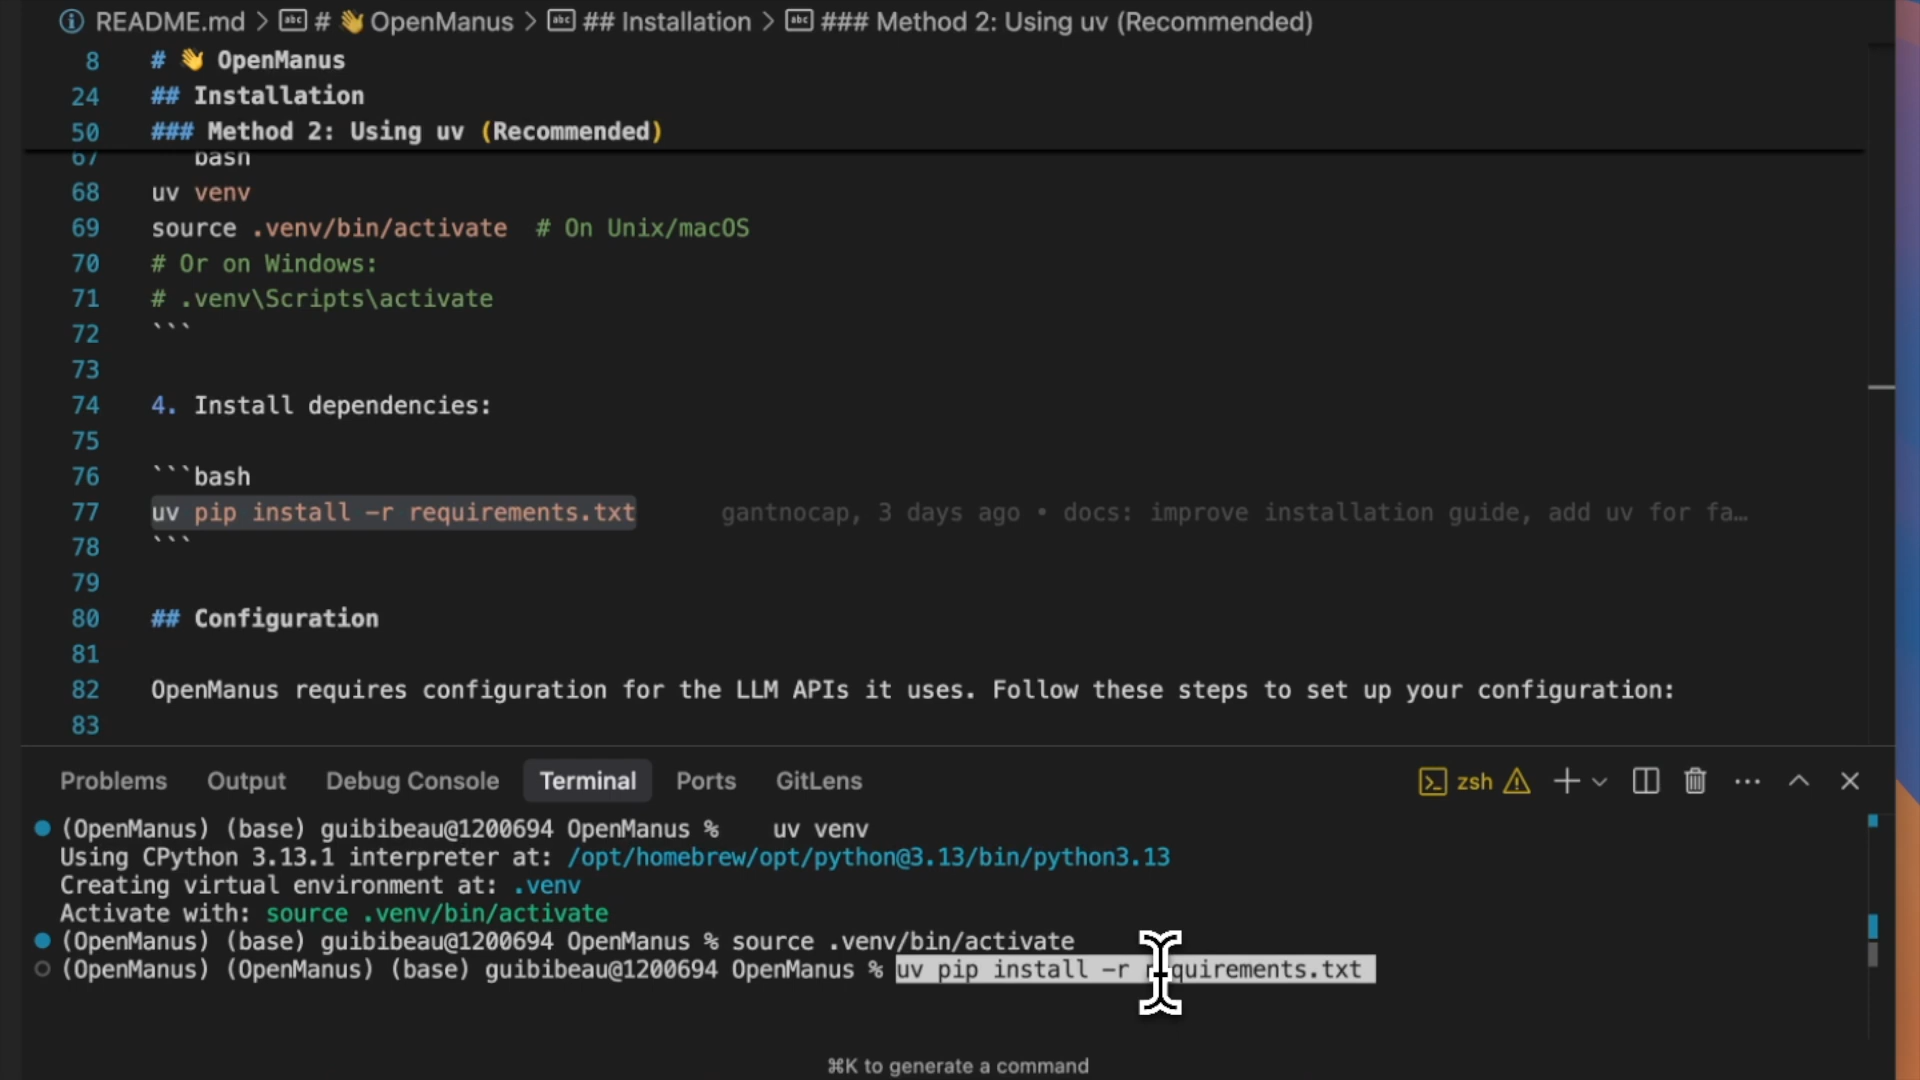 README.md > # 👋 OpenManus > ## Installation > ### Method 2: Using uv (Recommended)
8 # 👋 OpenManus
24 ## Installation
50 ### Method 2: Using uv (Recommended)
67 bash
68 uv venv
69 source .venv/bin/activate  # On Unix/macOS
70 # Or on Windows:
71 # .venv\Scripts\activate
72 ```
73
74 4. Install dependencies:
75
76 ```bash
77 uv pip install -r requirements.txt gantnocap, 3 days ago • docs: improve installation guide, add uv for fa…
78 ```
79
80 ## Configuration
81
82 OpenManus requires configuration for the LLM APIs it uses. Follow these steps to set up your configuration:
83
Problems Output Debug Console Terminal Ports GitLens zsh
(OpenManus) (base) guibibeau@1200694 OpenManus %    uv venv
Using CPython 3.13.1 interpreter at: /opt/homebrew/opt/python@3.13/bin/python3.13
Creating virtual environment at: .venv
Activate with: source .venv/bin/activate
(OpenManus) (base) guibibeau@1200694 OpenManus % source .venv/bin/activate
(OpenManus) (OpenManus) (base) guibibeau@1200694 OpenManus % uv pip install -r requirements.txt
⌘K to generate a command